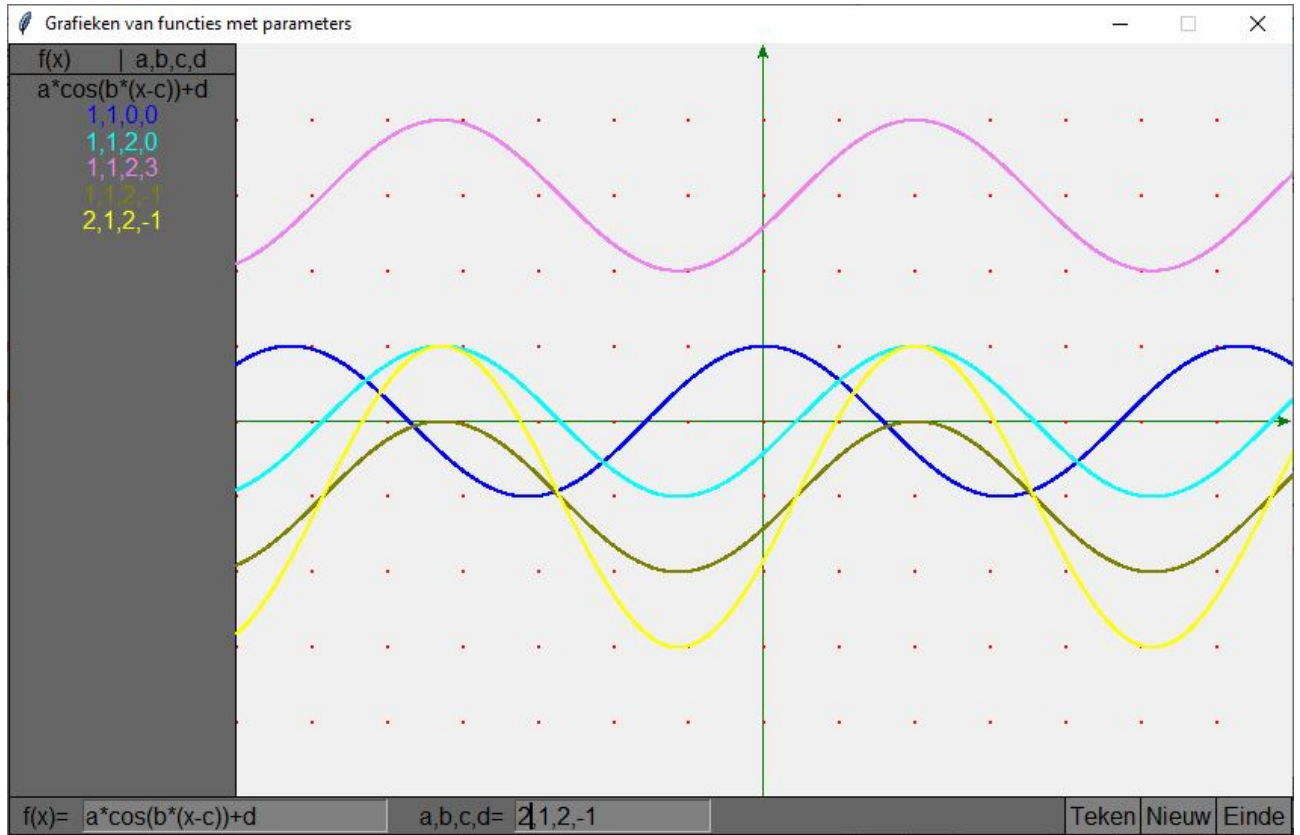 Grafieken van functies met parameters
f(x) | a,b,c,d
a*cos(b*(x-c))+d
1,1,0,0
1,1,2,0
1,1,2,3
1,1,2,-1
2,1,2,-1
f(x)= a*cos(b*(x-c))+d a,b,c,d= 2,1,2,-1 Teken Nieuw Einde